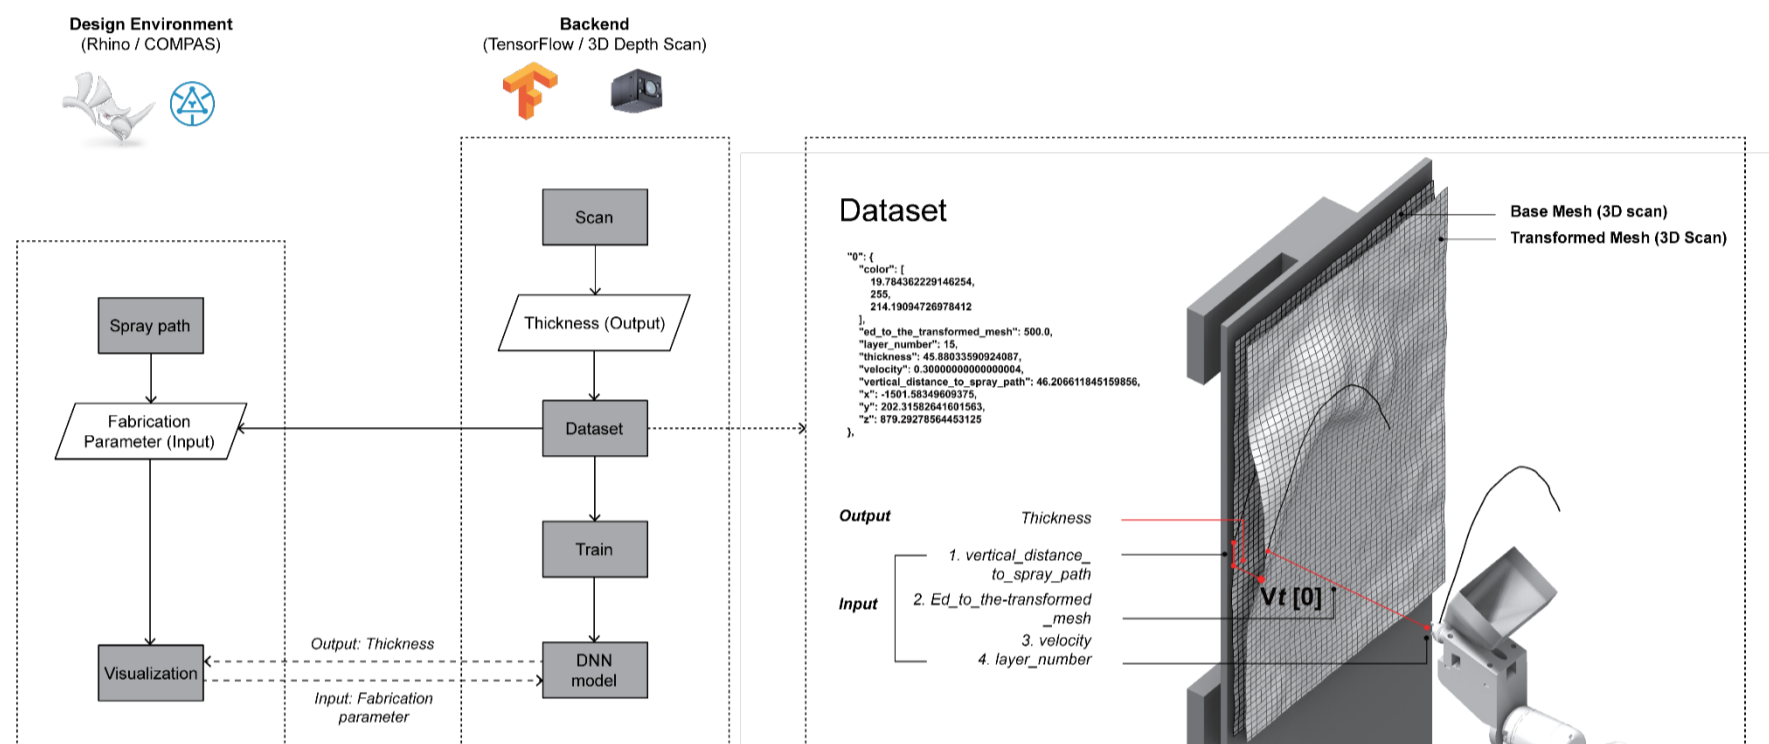 Design Environment
(Rhino / COMPAS)
Backend
(TensorFlow / 3D Depth Scan)
Spray path
Fabrication
Parameter (Input)
Visualization
Scan
Thickness (Output)
Dataset
Train
DNN
model
Output: Thickness
Input: Fabrication
parameter
Dataset
"0": {
"color": [
19.784362229146254,
255,
214.19094726978412
],
"ed_to_the_transformed_mesh": 500.0,
"layer_number": 15,
"thickness": 45.88033590924087,
"velocity": 0.30000000000000004,
"vertical_distance_to_spray_path": 46.206611845159856,
"x": -1501.58349609375,
"y": 202.31582641601563,
"z": 879.29278564453125
},
Base Mesh (3D scan)
Transformed Mesh (3D Scan)
Output
Thickness
Input
1. vertical_distance_
to_spray_path
2. Ed_to_the-transformed
_mesh
3. velocity
4. layer_number
Vt [0]